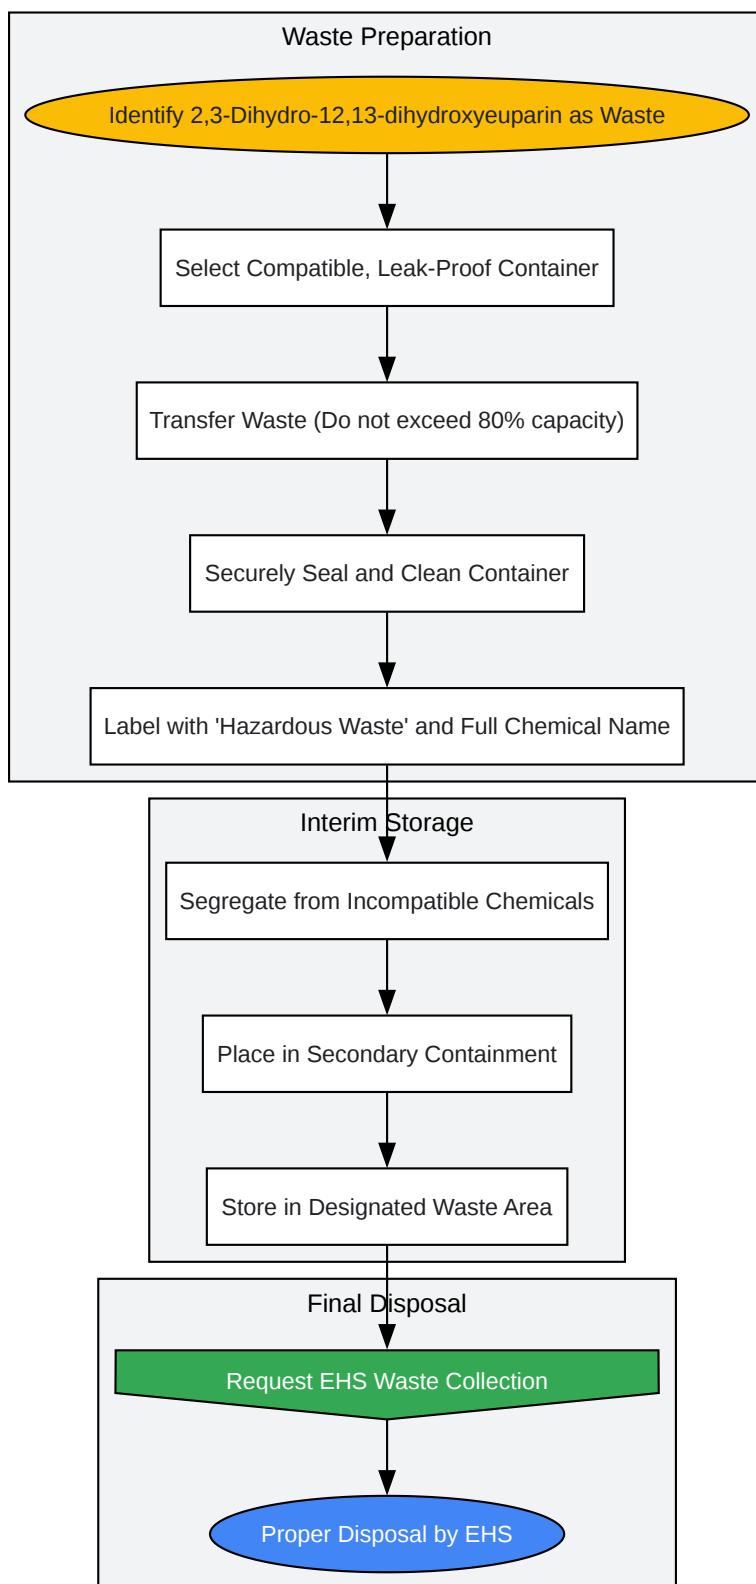 Waste Preparation
Identify 2,3-Dihydro-12,13-dihydroxyeuparin as Waste
Select Compatible, Leak-Proof Container
Transfer Waste (Do not exceed 80% capacity)
Securely Seal and Clean Container
Label with 'Hazardous Waste' and Full Chemical Name
Interim Storage
Segregate from Incompatible Chemicals
Place in Secondary Containment
Store in Designated Waste Area
Final Disposal
Request EHS Waste Collection
Proper Disposal by EHS